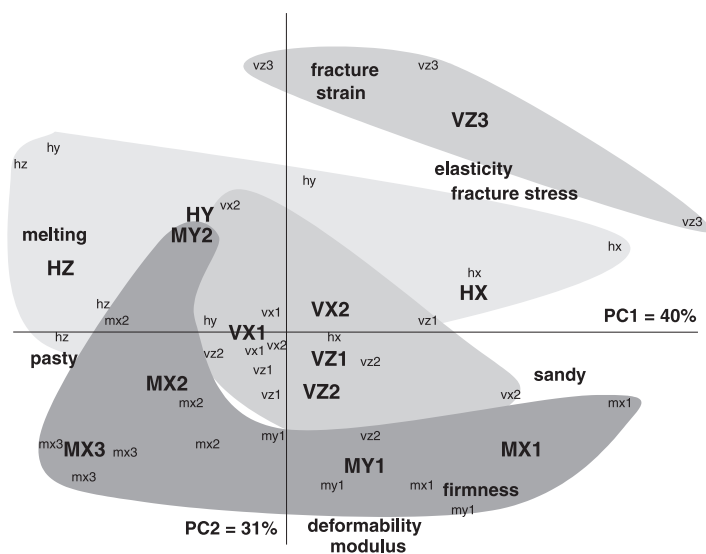 vz3
fracture
strain
vz3
VZ3
hy
hz
elasticity
fracture stress
hy
vx2
HY
MY2
vz3
melting
HZ
hx
hx
HX
hz
mx2
hy
vx1
VX2
vz1
PC1 = 40%
VX1
hz
pasty
vz2
vx1
vx2
hx
VZ1
vz2
vz1
sandy
MX2
mx2
vz1
VZ2
vx2
mx1
mx3
MX3
mx3
mx2
my1
vz2
MX1
mx3
MY1
my1
mx1
firmness
my1
PC2 = 31%
deformability
modulus